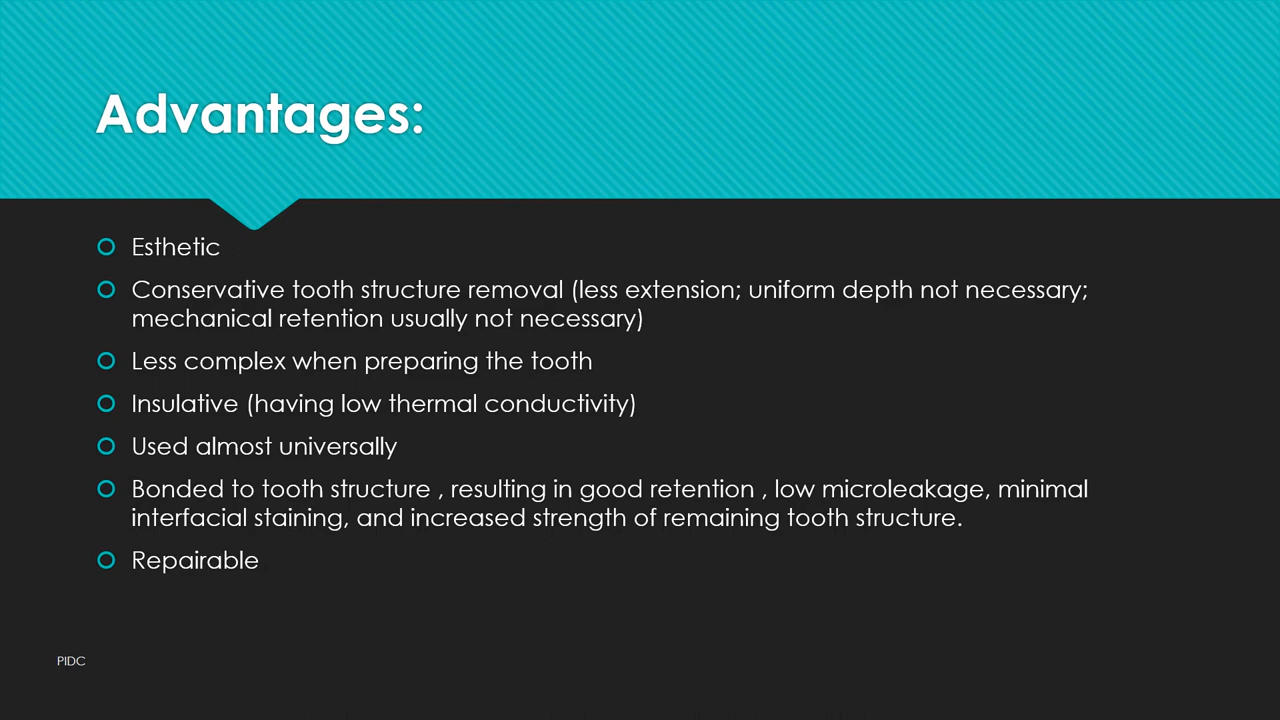 Advantages:
Esthetic
Conservative tooth structure removal (less extension; uniform depth not necessary;
mechanical retention usually not necessary)
Less complex when preparing the tooth
Insulative (having low thermal conductivity)
Used almost universally
Bonded to tooth structure , resulting in good retention , low microleakage, minimal
interfacial staining, and increased strength of remaining tooth structure.
Repairable
PIDC